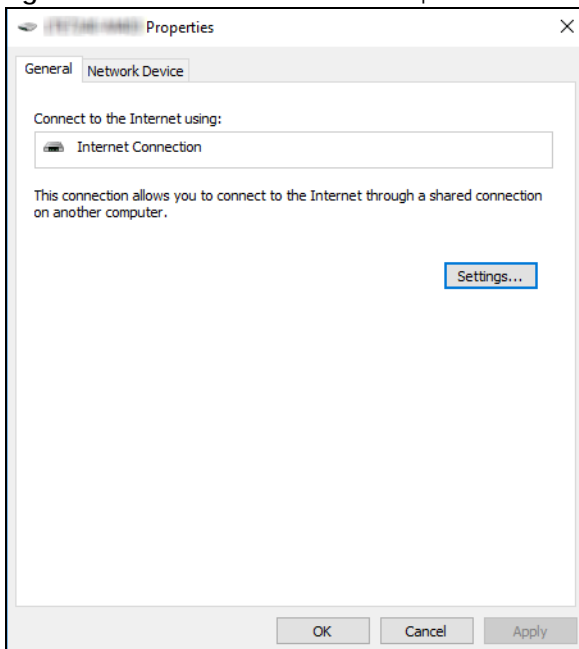 Properties
General Network Device
Connect to the Internet using:
Internet Connection
This connection allows you to connect to the Internet through a shared connection
on another computer.
Settings...
OK Cancel Apply